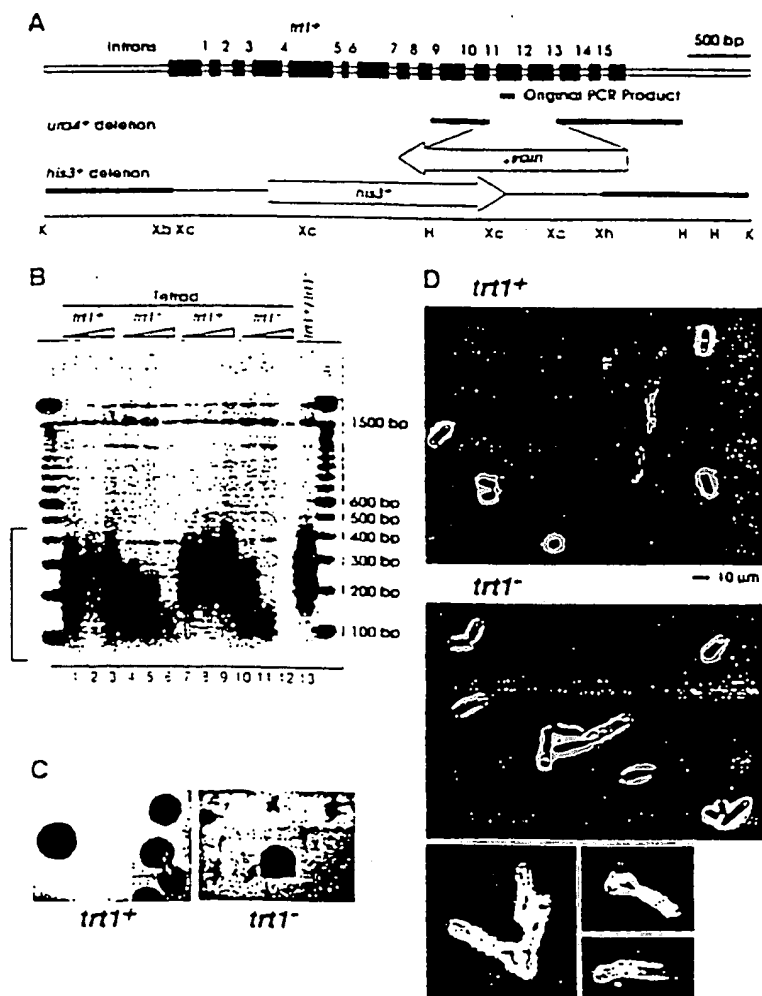 A
trt1+
Introns 1 2 3 4 5 6 7 8 9 10 11 12 13 14 15
500 bp
Original PCR Product
ura4+ deletion
ura4+
his3+ deletion
his3+
K Xb Xc Xc H Xc Xc Xh H H K
B
Tetrad
trt1+ trt1- trt1+ trt1- trt1+/trt1-
1500 bp
600 bp
500 bp
400 bp
300 bp
200 bp
100 bp
1 2 3 4 5 6 7 8 9 10 11 12 13
C
trt1+ trt1-
D
trt1+
10 µm
trt1-